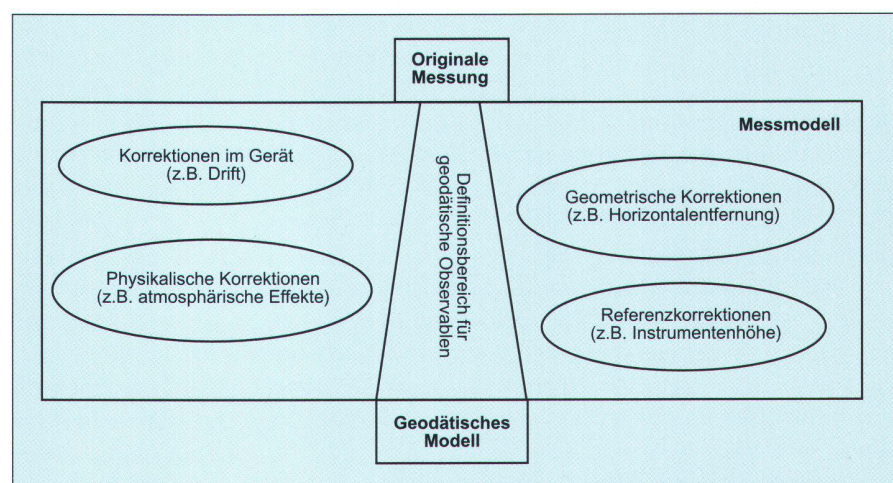 Originale
Messung
Messmodell
Korrektionen im Gerät
(z.B. Drift)
Physikalische Korrektionen
(z.B. atmosphärische Effekte)
Definitionsbereich für
geodätische Observablen
Geometrische Korrektionen
(z.B. Horizontalentfernung)
Referenzkorrektionen
(z.B. Instrumentenhöhe)
Geodätisches
Modell